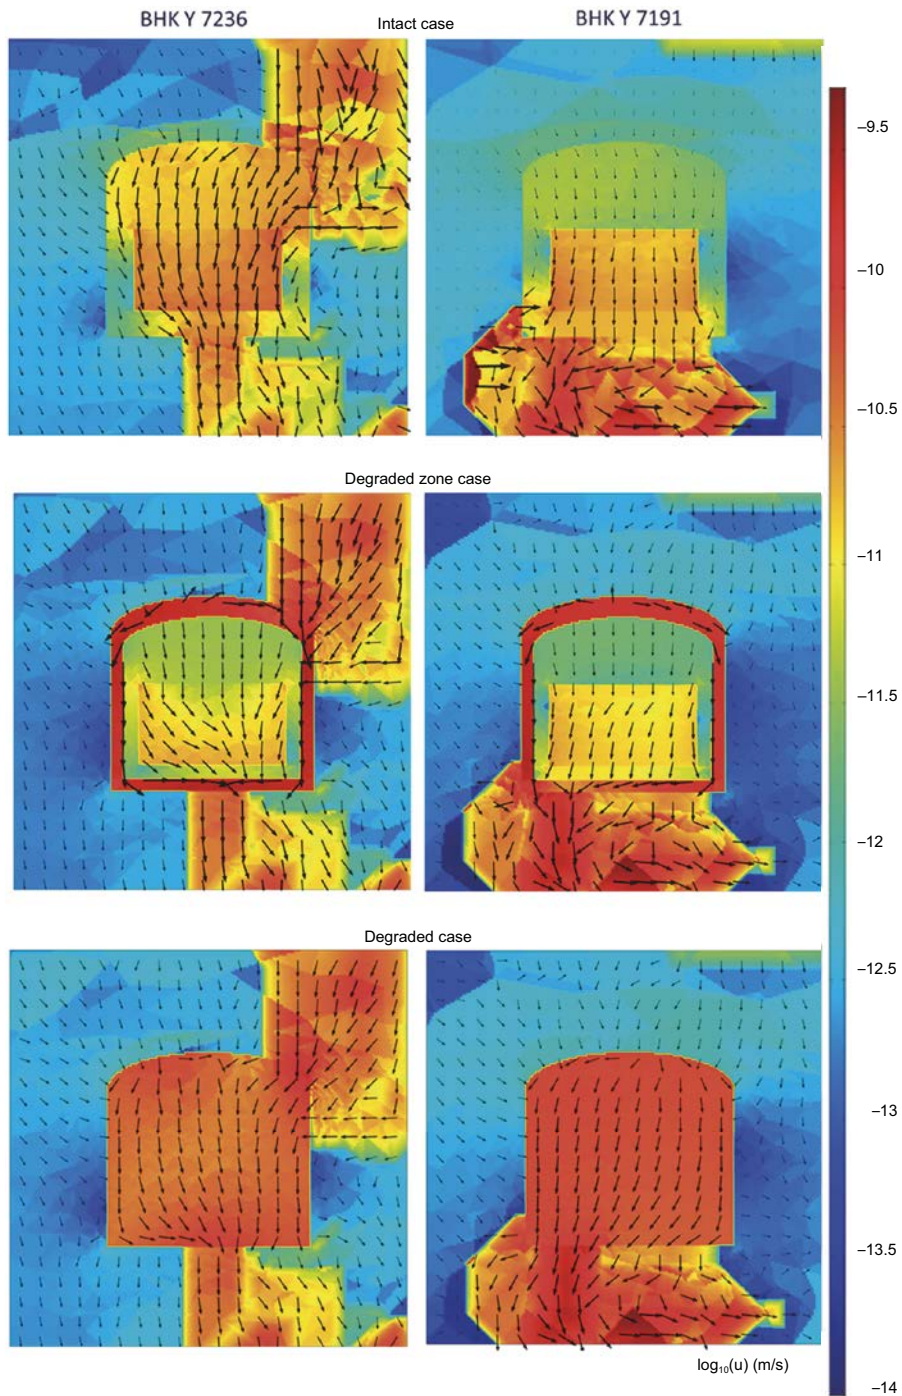 BHK Y 7236
BHK Y 7191
Intact case
Degraded zone case
Degraded case
–9.5
–10
–10.5
–11
–11.5
–12
–12.5
–13
–13.5
–14
log₁₀(u) (m/s)